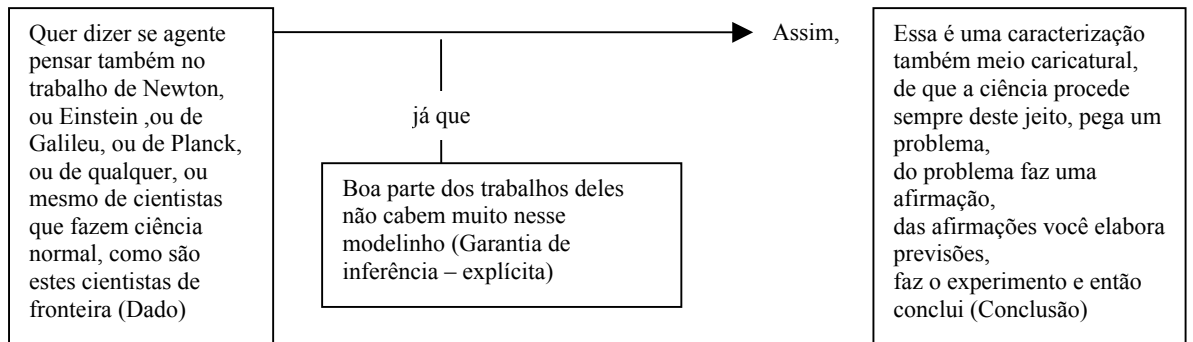 Quer dizer se agente
pensar também no
trabalho de Newton,
ou Einstein ,ou de
Galileu, ou de Planck,
ou de qualquer, ou
mesmo de cientistas
que fazem ciência
normal, como são
estes cientistas de
fronteira (Dado)
já que
Boa parte dos trabalhos deles
não cabem muito nesse
modelinho (Garantia de
inferência – explícita)
Assim,
Essa é uma caracterização
também meio caricatural,
de que a ciência procede
sempre deste jeito, pega um
problema,
do problema faz uma
afirmação,
das afirmações você elabora
previsões,
faz o experimento e então
conclui (Conclusão)